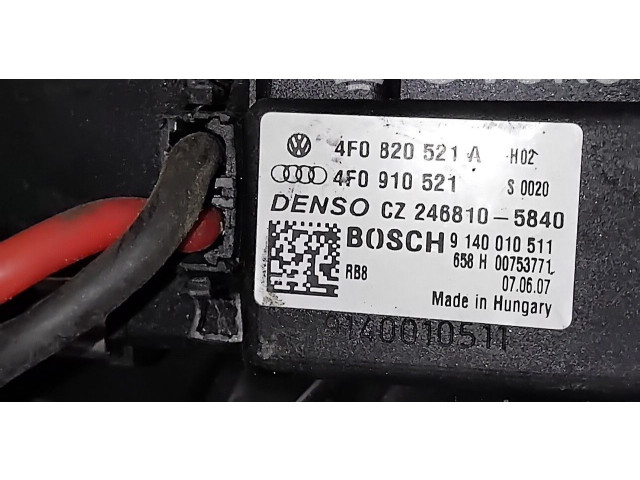 4F0 820 521 A H02
4F0 910 521 S 0020
DENSO CZ 246810-5840
BOSCH 9 140 010 511
658 H 00753771
RB8 07.06.07
Made in Hungary
9140010511